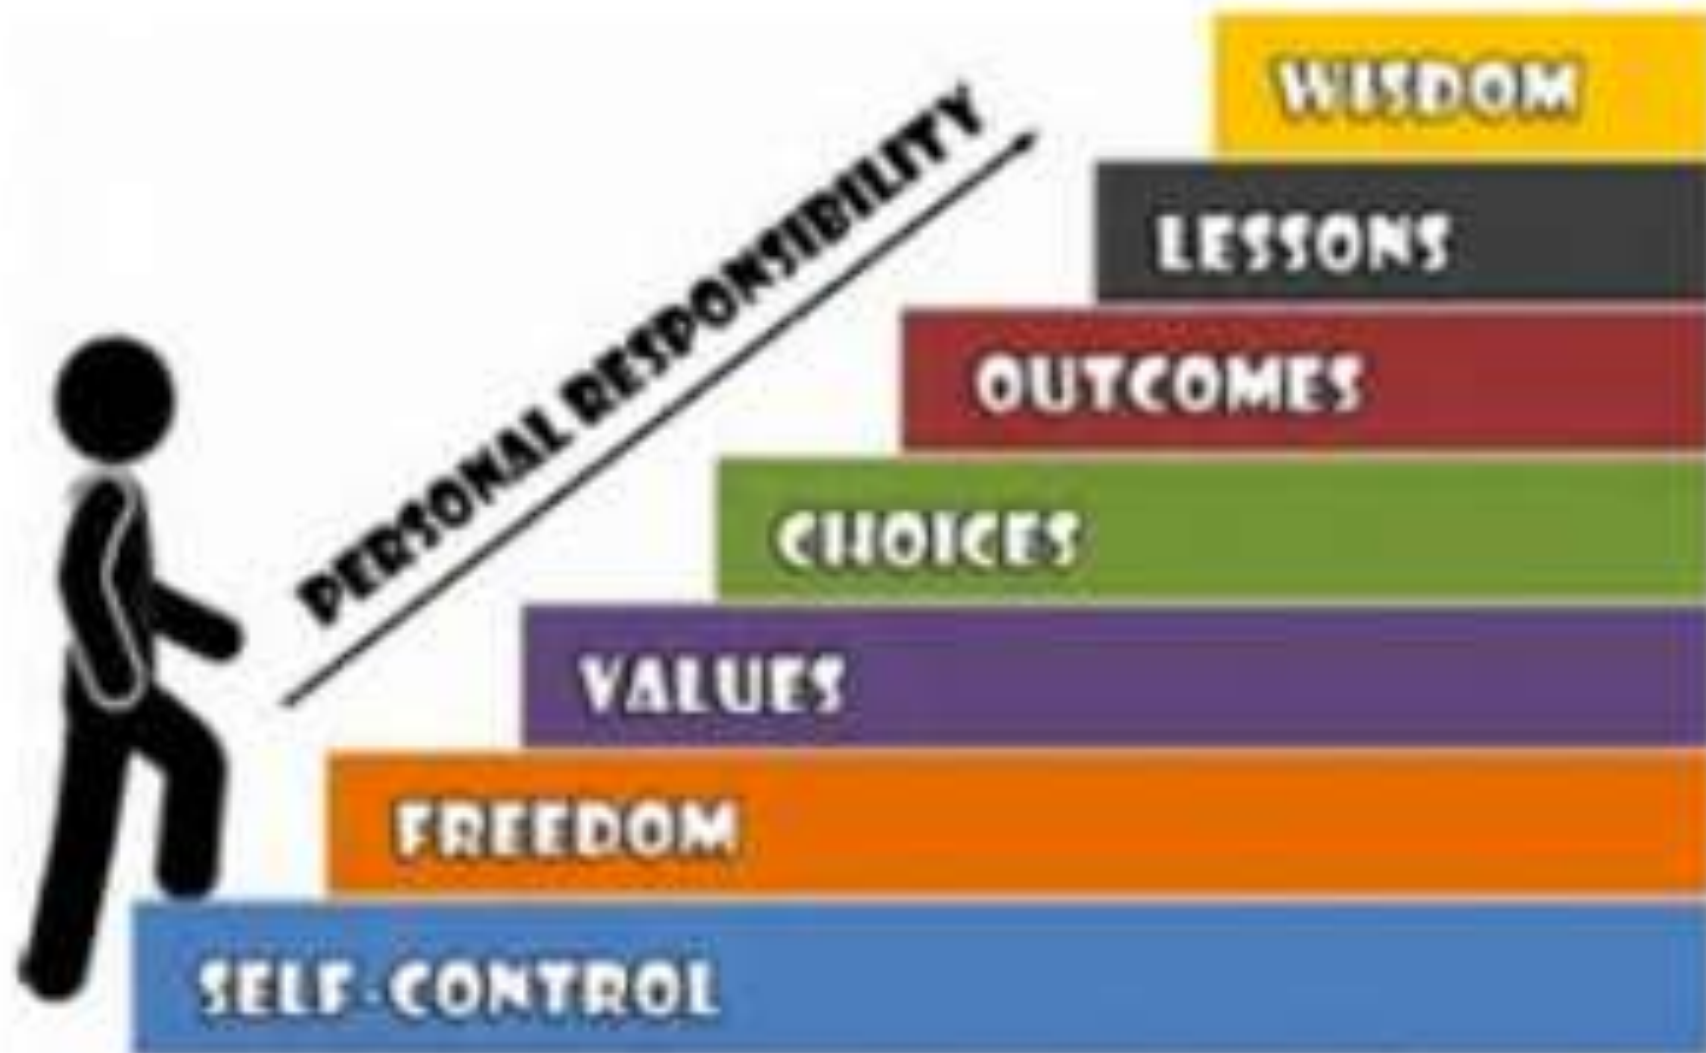 WISDOM
LESSONS
PERSONAL RESPONSIBILITY
OUTCOMES
CHOICES
VALUES
FREEDOM
SELF-CONTROL